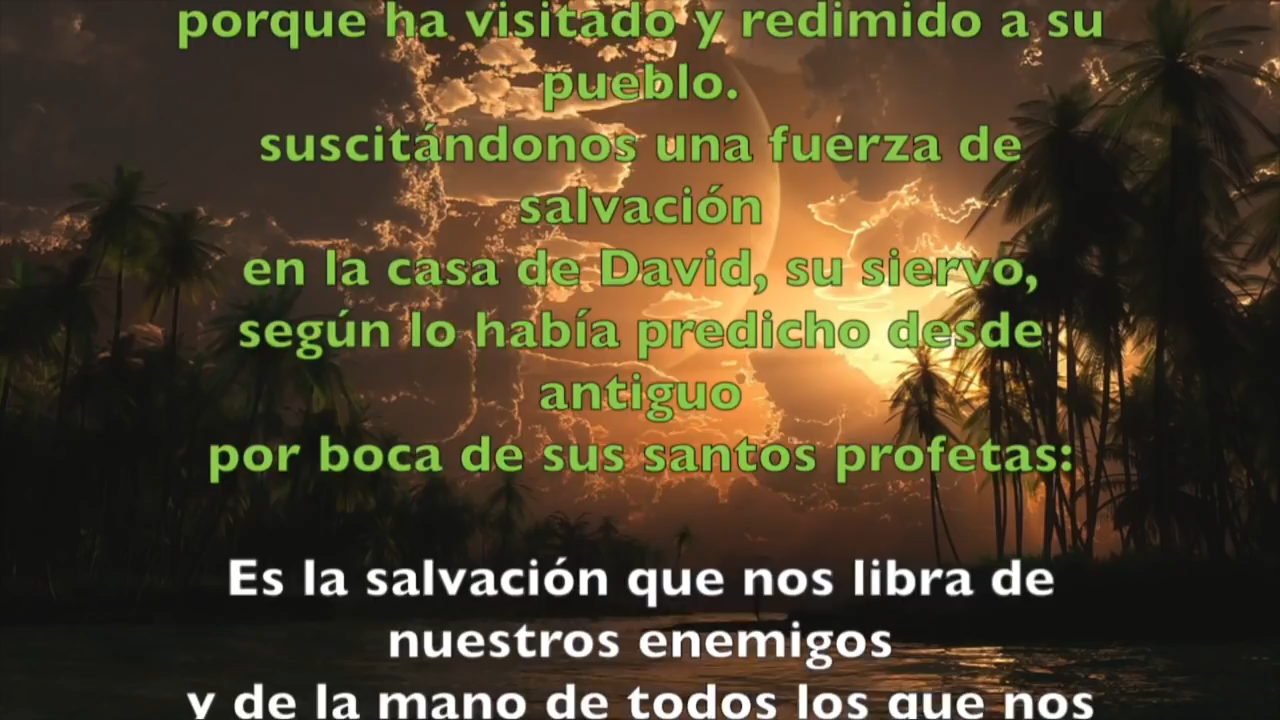 porque ha visitado y redimido a su
pueblo.
suscitándonos una fuerza de
salvación
en la casa de David, su siervo,
según lo había predicho desde
antiguo
por boca de sus santos profetas:
Es la salvación que nos libra de
nuestros enemigos
y de la mano de todos los que nos